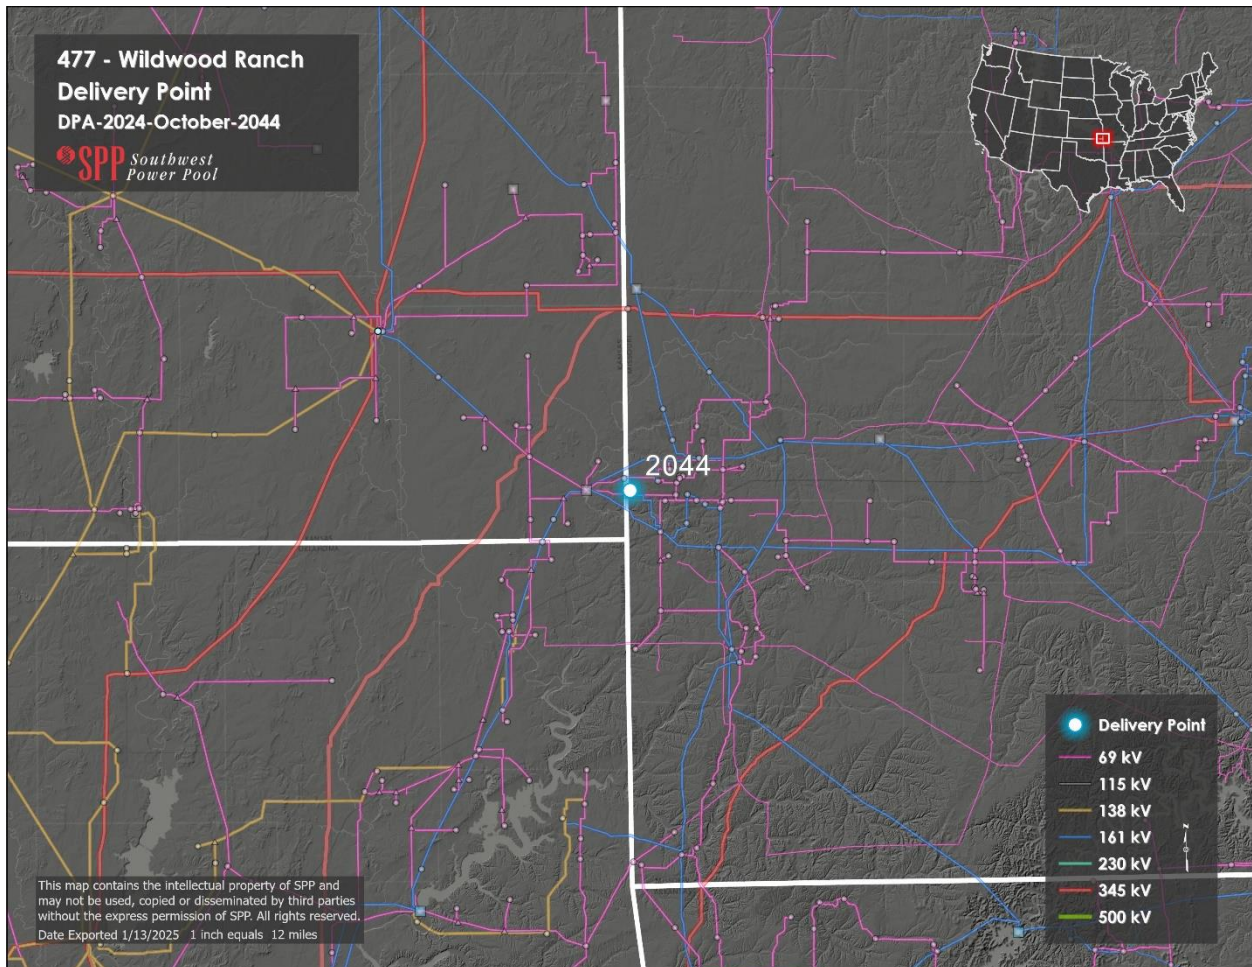 477 - Wildwood Ranch
Delivery Point
DPA-2024-October-2044
SPP Southwest
Power Pool
2044
Delivery Point
69 kV
115 kV
138 kV
161 kV
230 kV
345 kV
500 kV
N
This map contains the intellectual property of SPP and
may not be used, copied or disseminated by third parties
without the express permission of SPP. All rights reserved.
Date Exported 1/13/2025 1 inch equals 12 miles